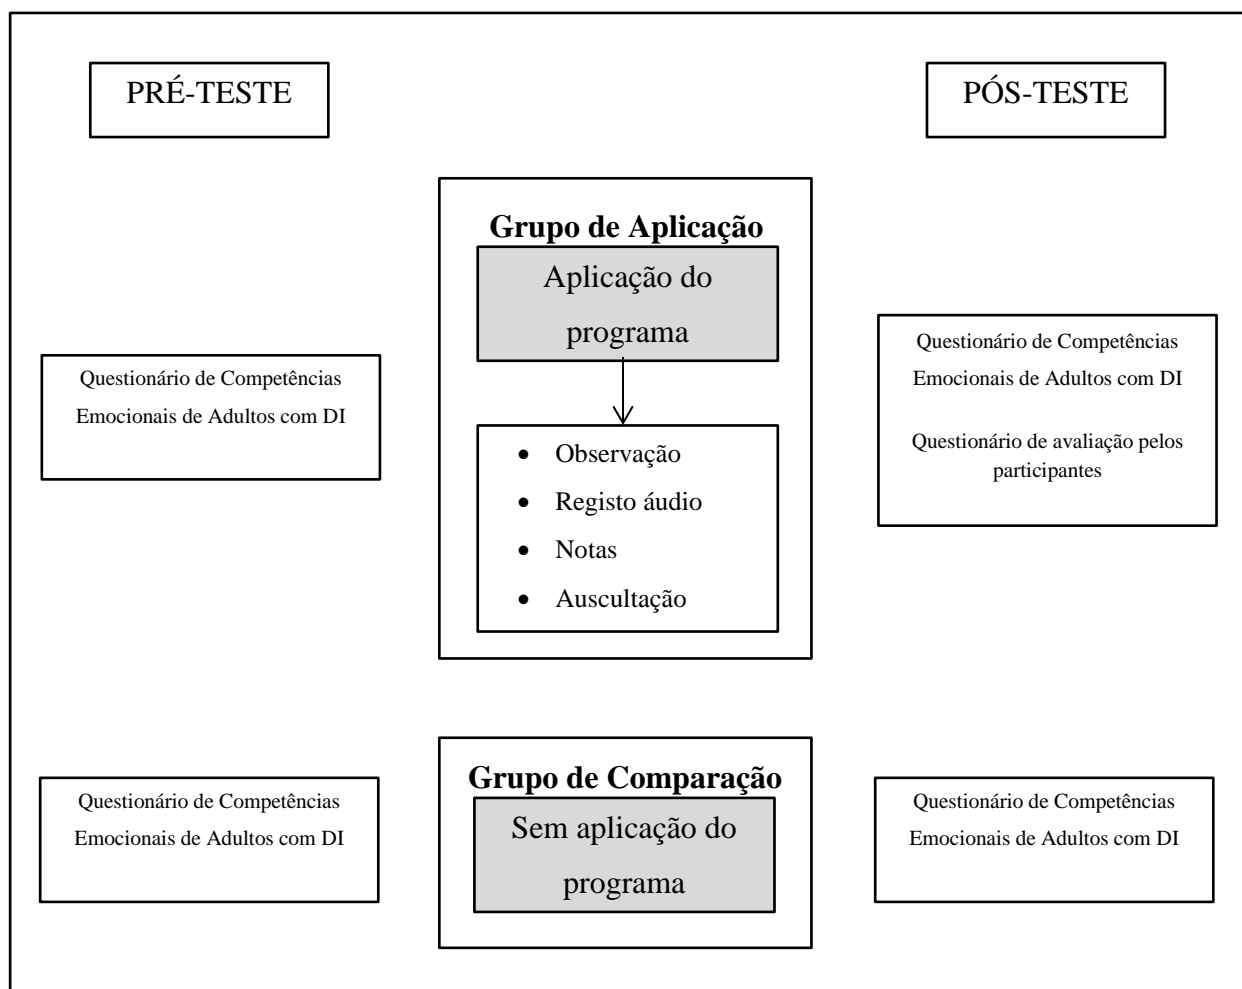 PRÉ-TESTE
PÓS-TESTE
Grupo de Aplicação
Aplicação do
programa
Questionário de Competências
Emocionais de Adultos com DI
• Observação
• Registo áudio
• Notas
• Auscultação
Questionário de Competências
Emocionais de Adultos com DI
Questionário de avaliação pelos
participantes
Questionário de Competências
Emocionais de Adultos com DI
Grupo de Comparação
Sem aplicação do
programa
Questionário de Competências
Emocionais de Adultos com DI